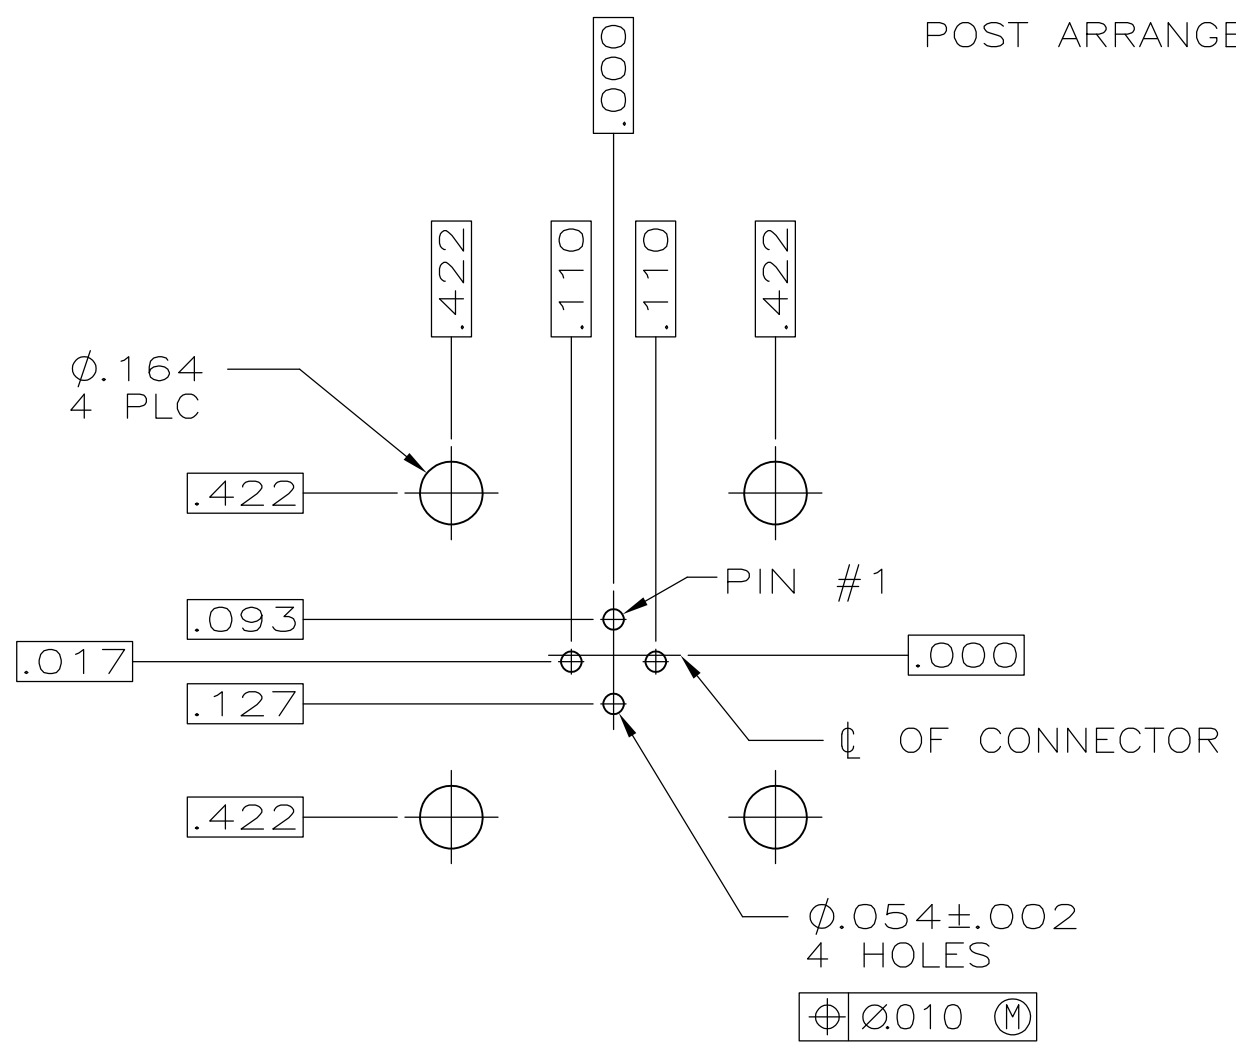 POST ARRANGE
.000
.422
.110
.110
.422
Ø.164
4 PLC
.422
PIN #1
.093
.017
.000
.127
℄ OF CONNECTOR
.422
Ø.054±.002
4 HOLES
⌖ Ø.010 Ⓜ